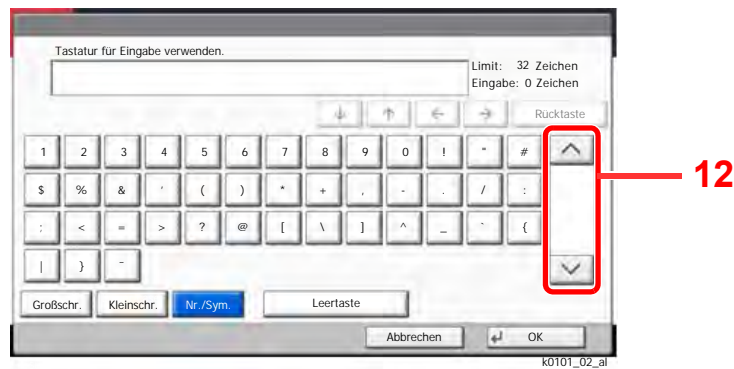 Tastatur für Eingabe verwenden.
Limit: 32 Zeichen
Eingabe: 0 Zeichen
↓ ↑ ← → Rücktaste
1 2 3 4 5 6 7 8 9 0 ! " #
$ % & ' ( ) * + , - . / :
; < = > ? @ [ \ ] ^ _ ` {
| } ~
12
Großschr. Kleinschr. Nr./Sym. Leertaste
Abbrechen OK
k0101_02_al